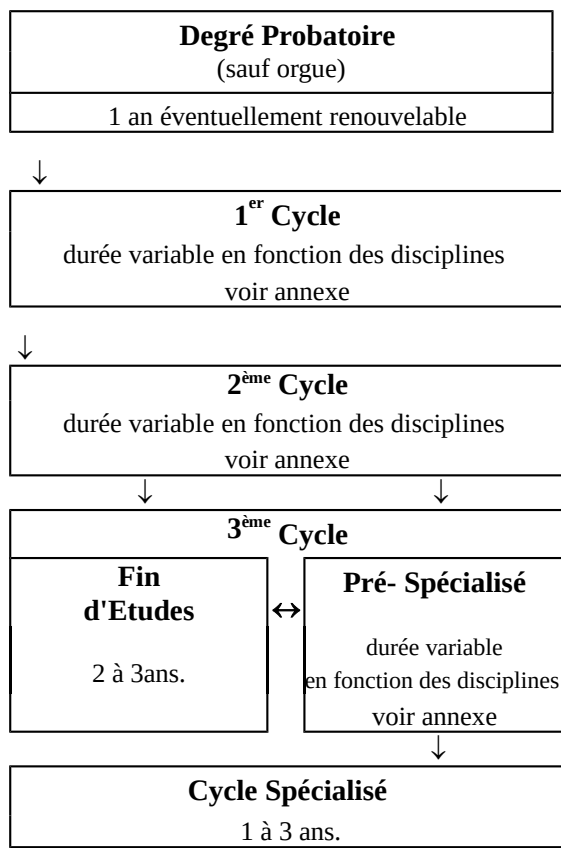 Degré Probatoire
(sauf orgue)
1 an éventuellement renouvelable
↓
1er Cycle
durée variable en fonction des disciplines
voir annexe
↓
2ème Cycle
durée variable en fonction des disciplines
voir annexe
↓ ↓
3ème Cycle
Fin
d'Etudes
2 à 3ans.
↔
Pré- Spécialisé
durée variable
en fonction des disciplines
voir annexe
↓
Cycle Spécialisé
1 à 3 ans.